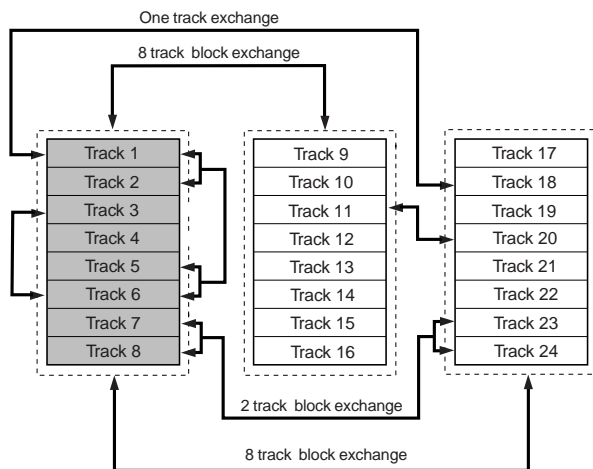 One track exchange
8 track block exchange
Track 1
Track 2
Track 3
Track 4
Track 5
Track 6
Track 7
Track 8
Track 9
Track 10
Track 11
Track 12
Track 13
Track 14
Track 15
Track 16
Track 17
Track 18
Track 19
Track 20
Track 21
Track 22
Track 23
Track 24
2 track block exchange
8 track block exchange